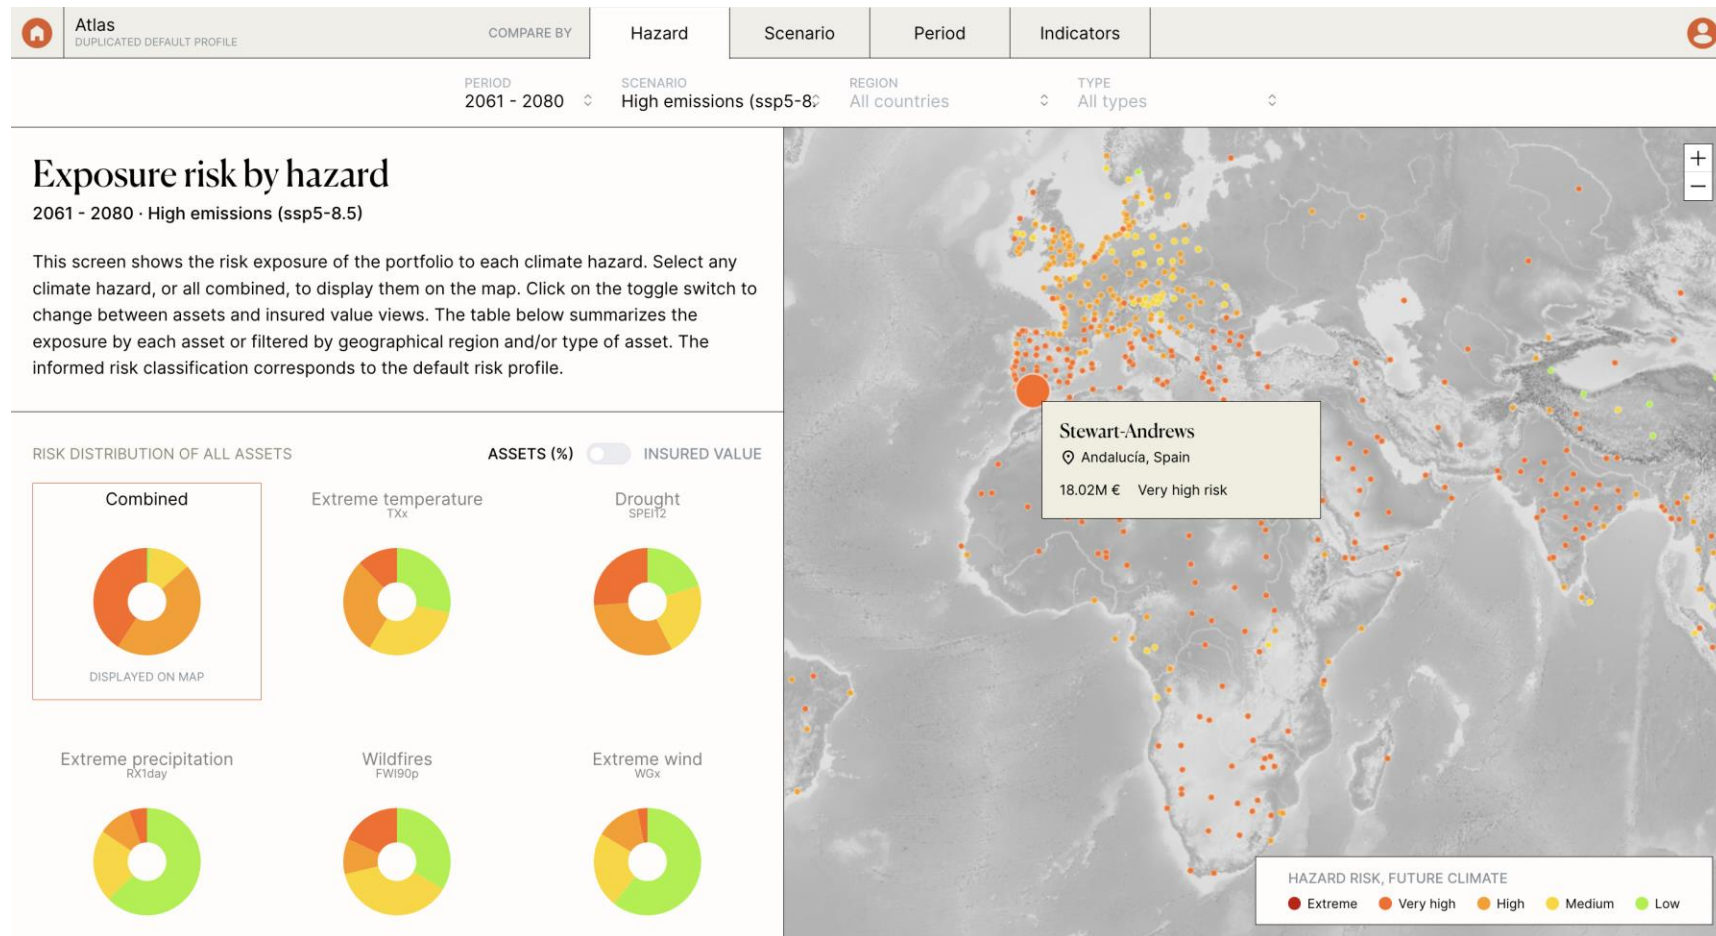 Atlas
DUPLICATED DEFAULT PROFILE
COMPARE BY
Hazard
Scenario
Period
Indicators
PERIOD
2061 - 2080
SCENARIO
High emissions (ssp5-8.
REGION
All countries
TYPE
All types
Exposure risk by hazard
2061 - 2080 · High emissions (ssp5-8.5)
This screen shows the risk exposure of the portfolio to each climate hazard. Select any
climate hazard, or all combined, to display them on the map. Click on the toggle switch to
change between assets and insured value views. The table below summarizes the
exposure by each asset or filtered by geographical region and/or type of asset. The
informed risk classification corresponds to the default risk profile.
RISK DISTRIBUTION OF ALL ASSETS
ASSETS (%)
INSURED VALUE
Combined
DISPLAYED ON MAP
Extreme temperature
TXx
Drought
SPEI12
Extreme precipitation
RX1day
Wildfires
FWI90p
Extreme wind
WGx
+
−
Stewart-Andrews
Andalucía, Spain
18.02M € Very high risk
HAZARD RISK, FUTURE CLIMATE
Extreme
Very high
High
Medium
Low